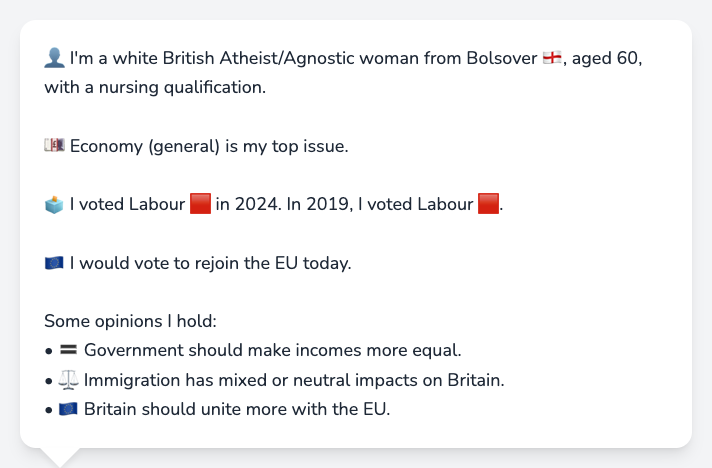 👤 I'm a white British Atheist/Agnostic woman from Bolsover 🏴󠁧󠁢󠁥󠁮󠁧󠁿, aged 60,
with a nursing qualification.
💷 Economy (general) is my top issue.
🗳️ I voted Labour 🟥 in 2024. In 2019, I voted Labour 🟥.
🇪🇺 I would vote to rejoin the EU today.
Some opinions I hold:
• 🟰 Government should make incomes more equal.
• ⚖️ Immigration has mixed or neutral impacts on Britain.
• 🇪🇺 Britain should unite more with the EU.